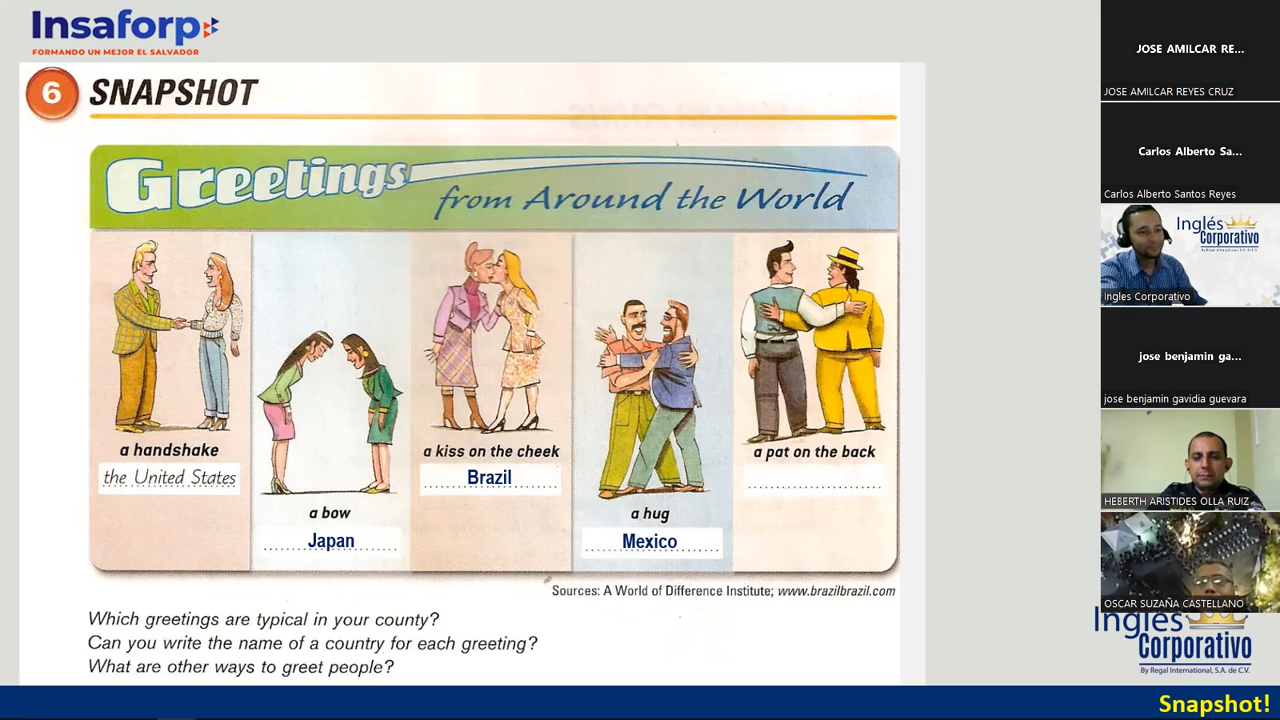 Insaforp
FORMANDO UN MEJOR EL SALVADOR
6 SNAPSHOT
Greetings
from Around the World
a handshake
the United States
a bow
Japan
a kiss on the cheek
Brazil
a hug
Mexico
a pat on the back
Sources: A World of Difference Institute; www.brazilbrazil.com
Which greetings are typical in your county?
Can you write the name of a country for each greeting?
What are other ways to greet people?
JOSE AMILCAR RE...
JOSE AMILCAR REYES CRUZ
Carlos Alberto Sa...
Carlos Alberto Santos Reyes
Inglés
Corporativo
By Regal International, S.A. de C.V.
Ingles Corporativo
jose benjamin ga...
jose benjamin gavidia guevara
HEBERTH ARISTIDES OLLA RUIZ
OSCAR SUZAÑA CASTELLANO
Inglés
Corporativo
By Regal International, S.A. de C.V.
Snapshot!